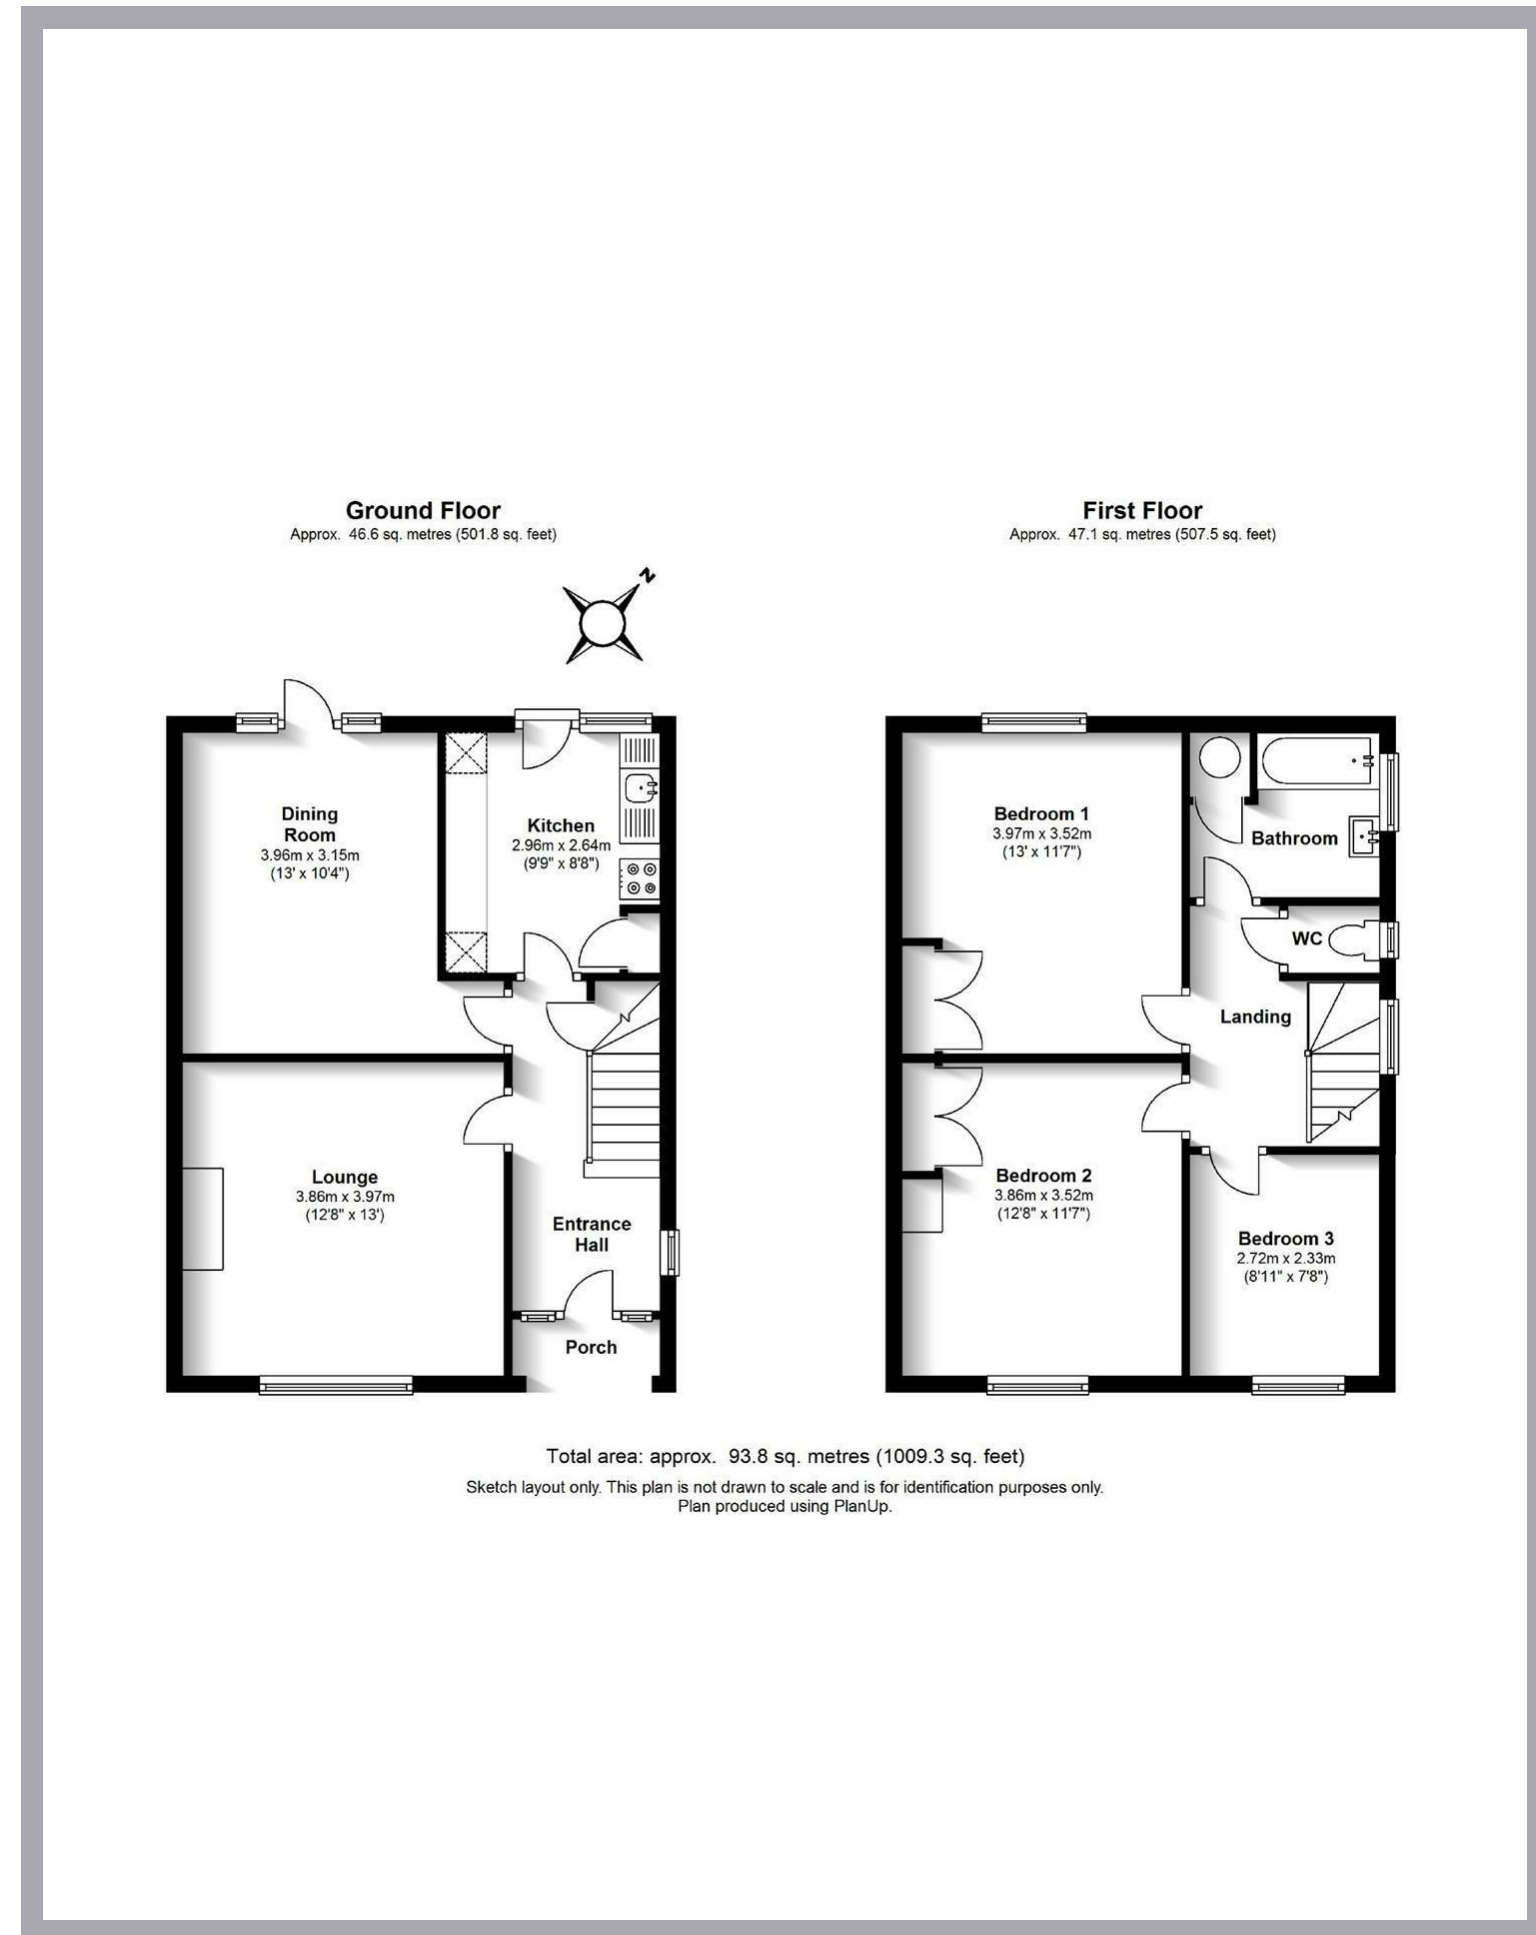 Ground Floor
Approx. 46.6 sq. metres (501.8 sq. feet)
First Floor
Approx. 47.1 sq. metres (507.5 sq. feet)
N
Dining
Room
3.96m x 3.15m
(13' x 10'4")
Kitchen
2.96m x 2.64m
(9'9" x 8'8")
Lounge
3.86m x 3.97m
(12'8" x 13')
Entrance
Hall
Porch
Bedroom 1
3.97m x 3.52m
(13' x 11'7")
Bathroom
WC
Landing
Bedroom 2
3.86m x 3.52m
(12'8" x 11'7")
Bedroom 3
2.72m x 2.33m
(8'11" x 7'8")
Total area: approx. 93.8 sq. metres (1009.3 sq. feet)
Sketch layout only. This plan is not drawn to scale and is for identification purposes only.
Plan produced using PlanUp.